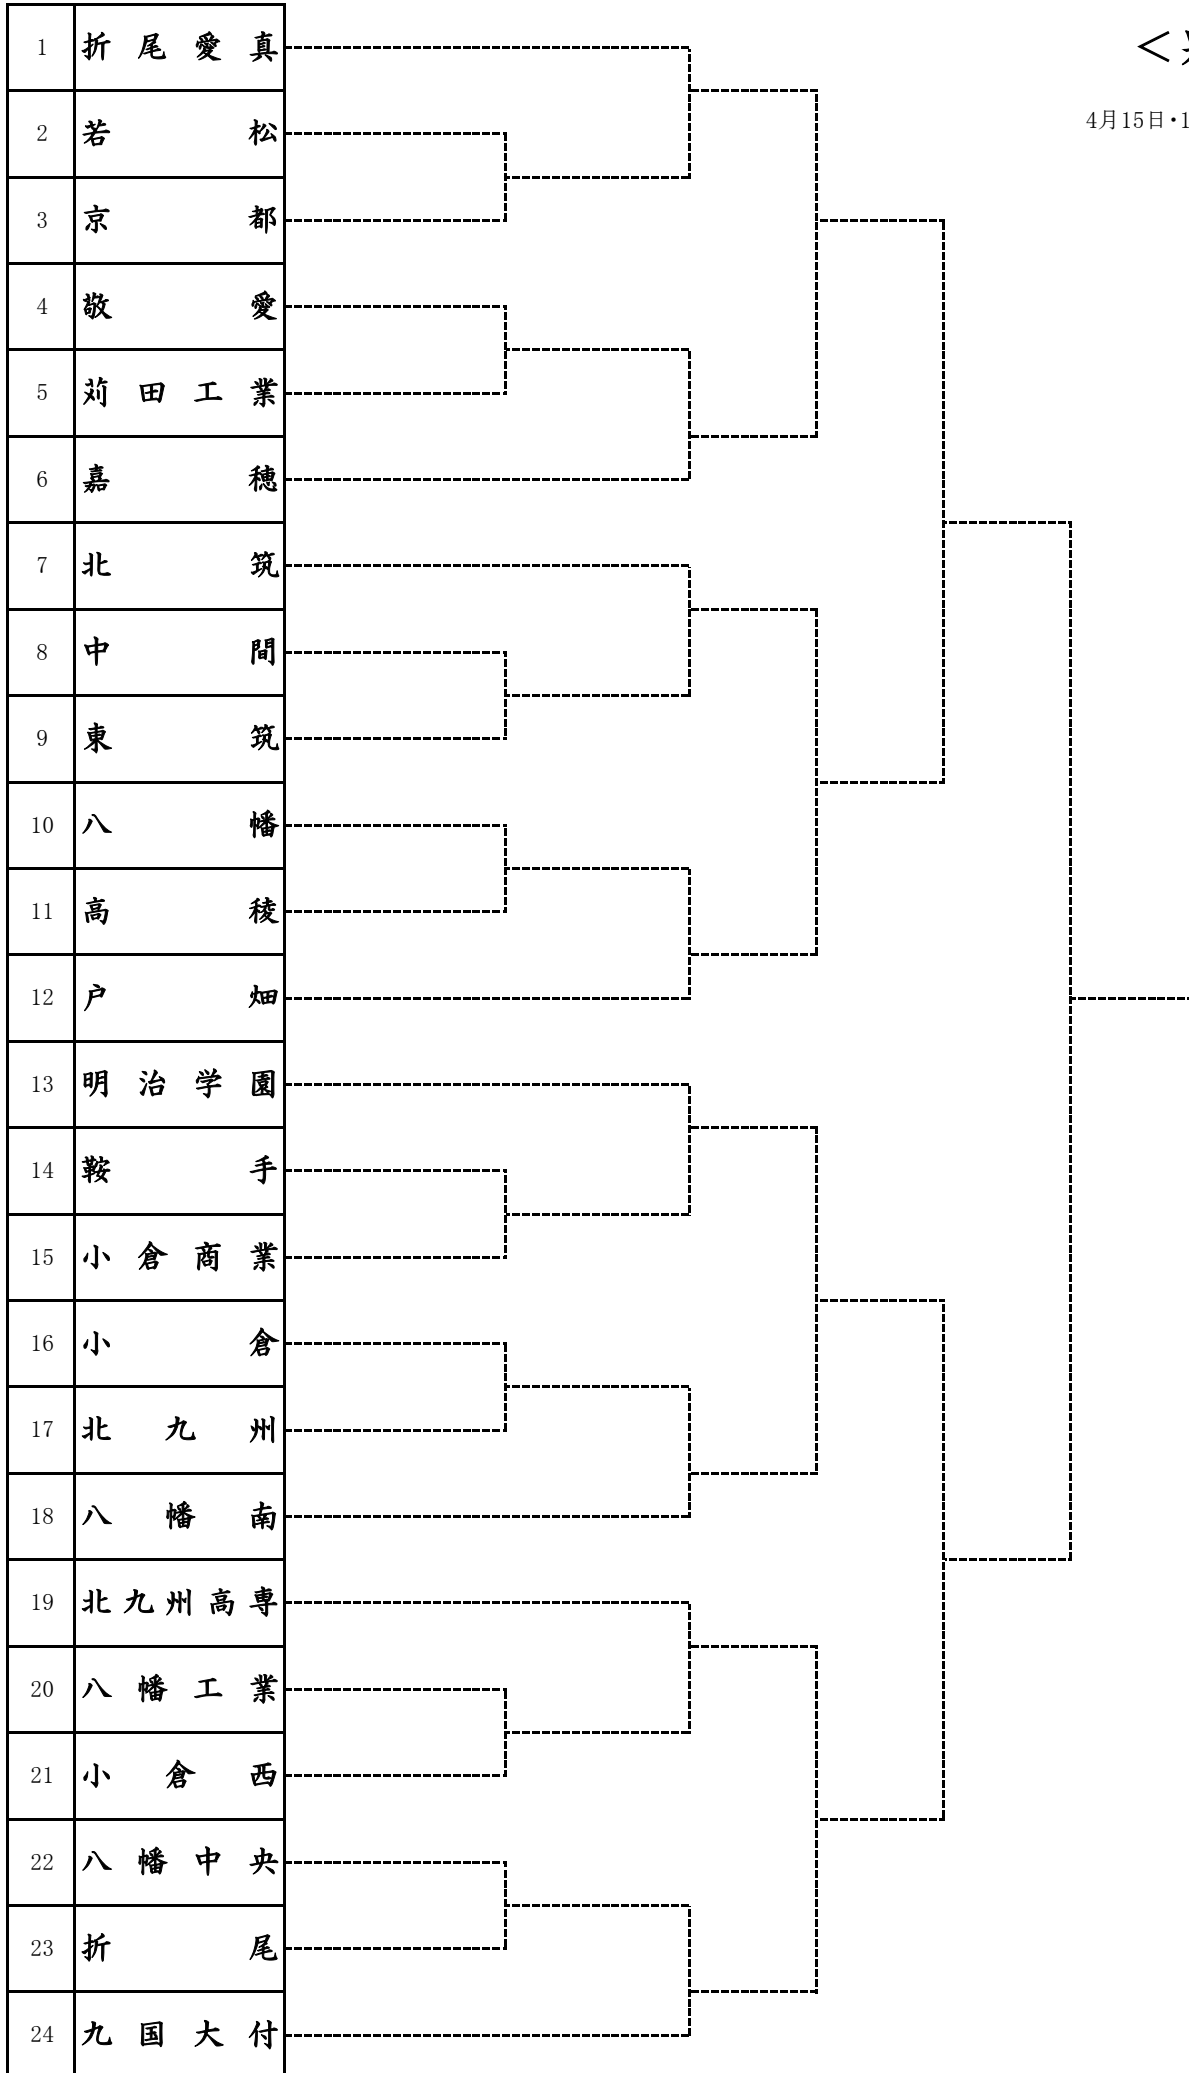 1 折尾愛真
＜
2 若松
4月15日・1
3 京都
4 敬愛
5 苅田工業
6 嘉穂
7 北筑
8 中間
9 東筑
10 八幡
11 高稜
12 戸畑
13 明治学園
14 鞍手
15 小倉商業
16 小倉
17 北九州
18 八幡南
19 北九州高専
20 八幡工業
21 小倉西
22 八幡中央
23 折尾
24 九国大付